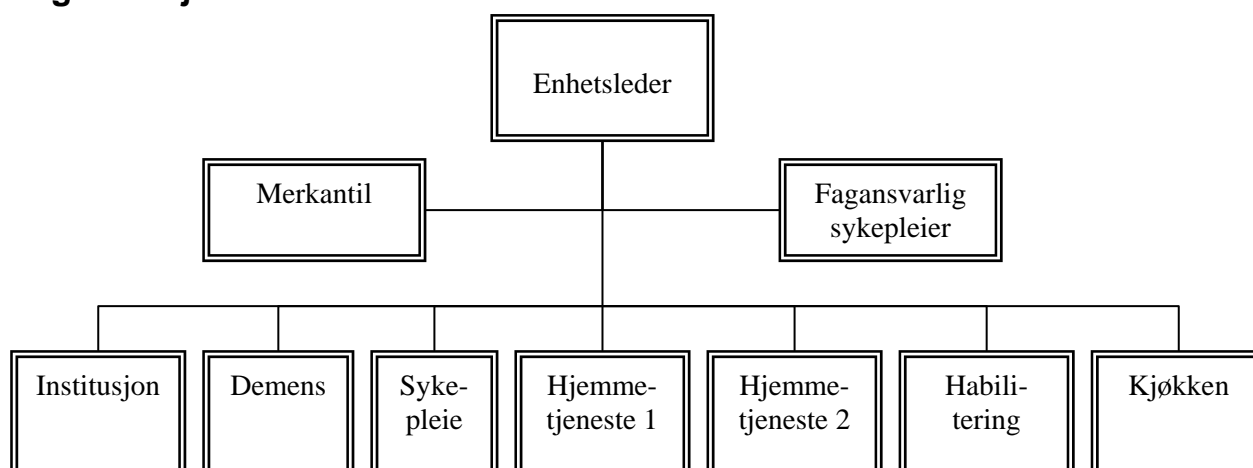 Enhetsleder
Merkantil
Fagansvarlig
sykepleier
Institusjon
Demens
Syke-
pleie
Hjemme-
tjeneste 1
Hjemme-
tjeneste 2
Habili-
tering
Kjøkken